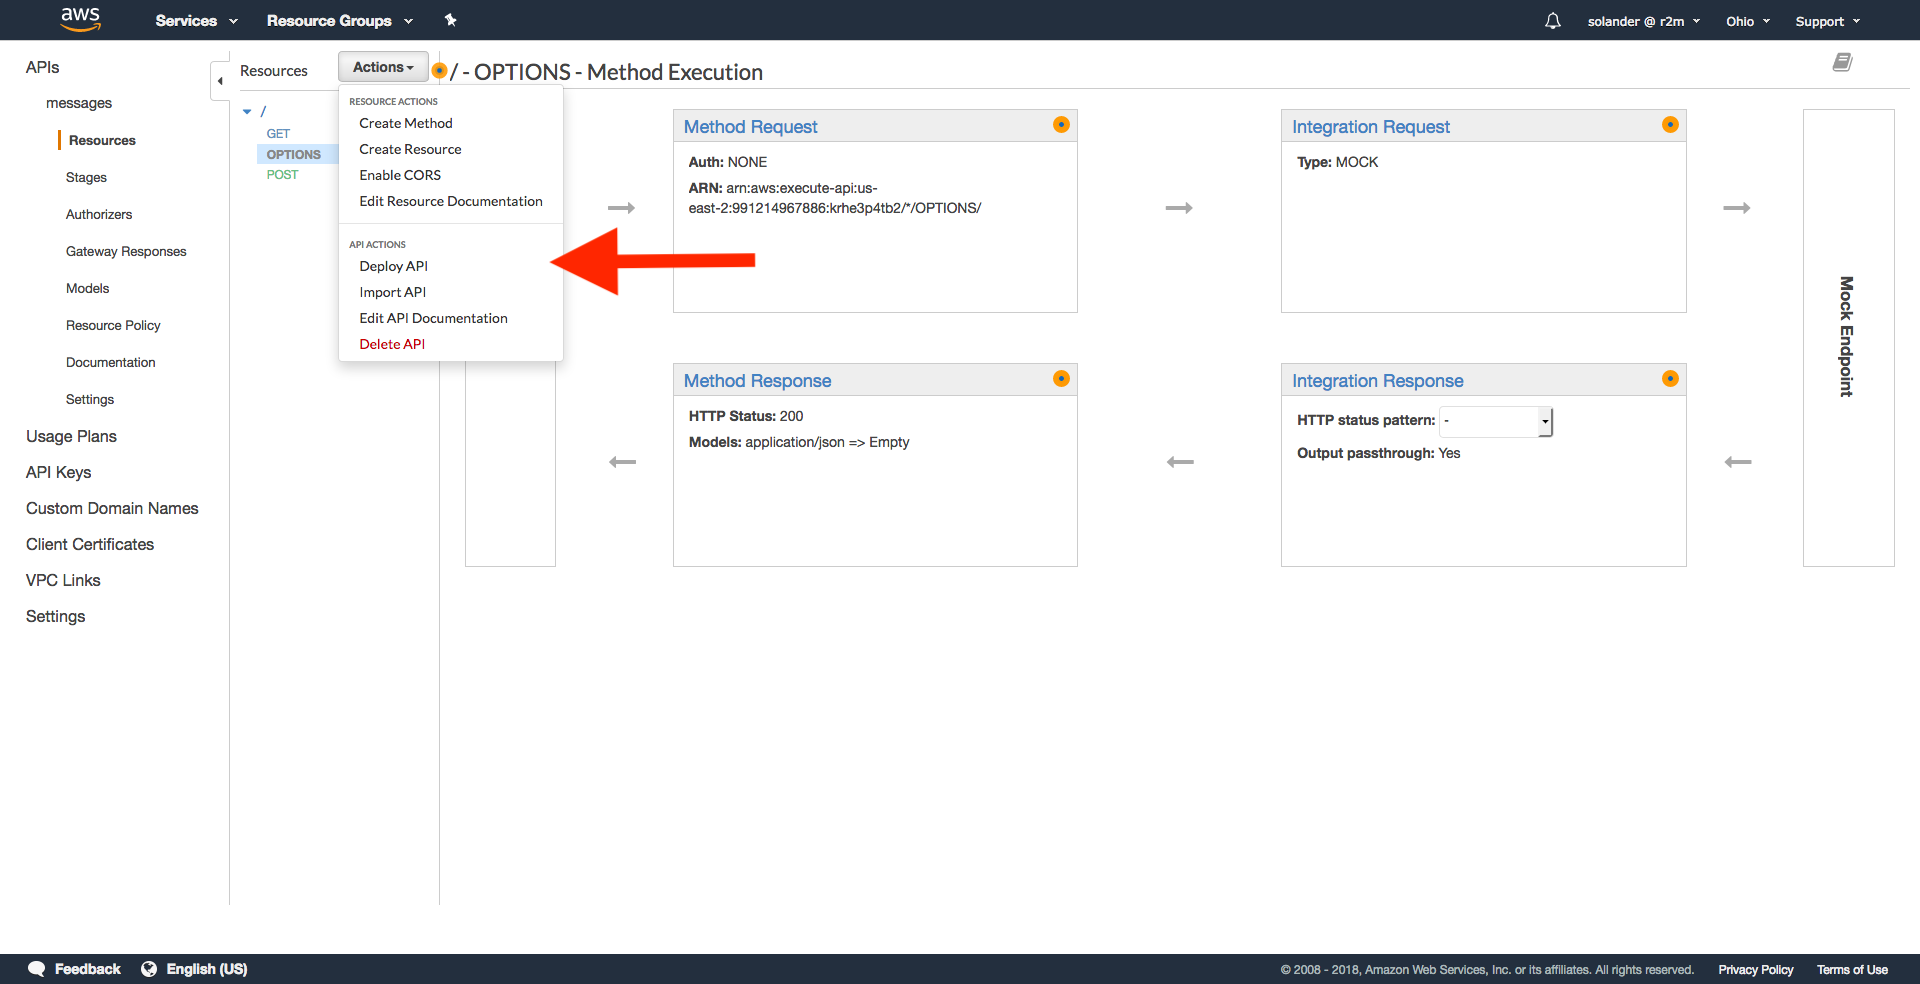 aws Services Resource Groups solander @ r2m Ohio Support
APIs
messages
Resources
Stages
Authorizers
Gateway Responses
Models
Resource Policy
Documentation
Settings
Usage Plans
API Keys
Custom Domain Names
Client Certificates
VPC Links
Settings
Resources Actions
/
GET
OPTIONS
POST
RESOURCE ACTIONS
Create Method
Create Resource
Enable CORS
Edit Resource Documentation
API ACTIONS
Deploy API
Import API
Edit API Documentation
Delete API
/ - OPTIONS - Method Execution
Method Request
Auth: NONE
ARN: arn:aws:execute-api:us-
east-2:991214967886:krhe3p4tb2/*/OPTIONS/
Integration Request
Type: MOCK
Method Response
HTTP Status: 200
Models: application/json => Empty
Integration Response
HTTP status pattern: -
Output passthrough: Yes
Mock Endpoint
Feedback English (US) © 2008 - 2018, Amazon Web Services, Inc. or its affiliates. All rights reserved. Privacy Policy Terms of Use